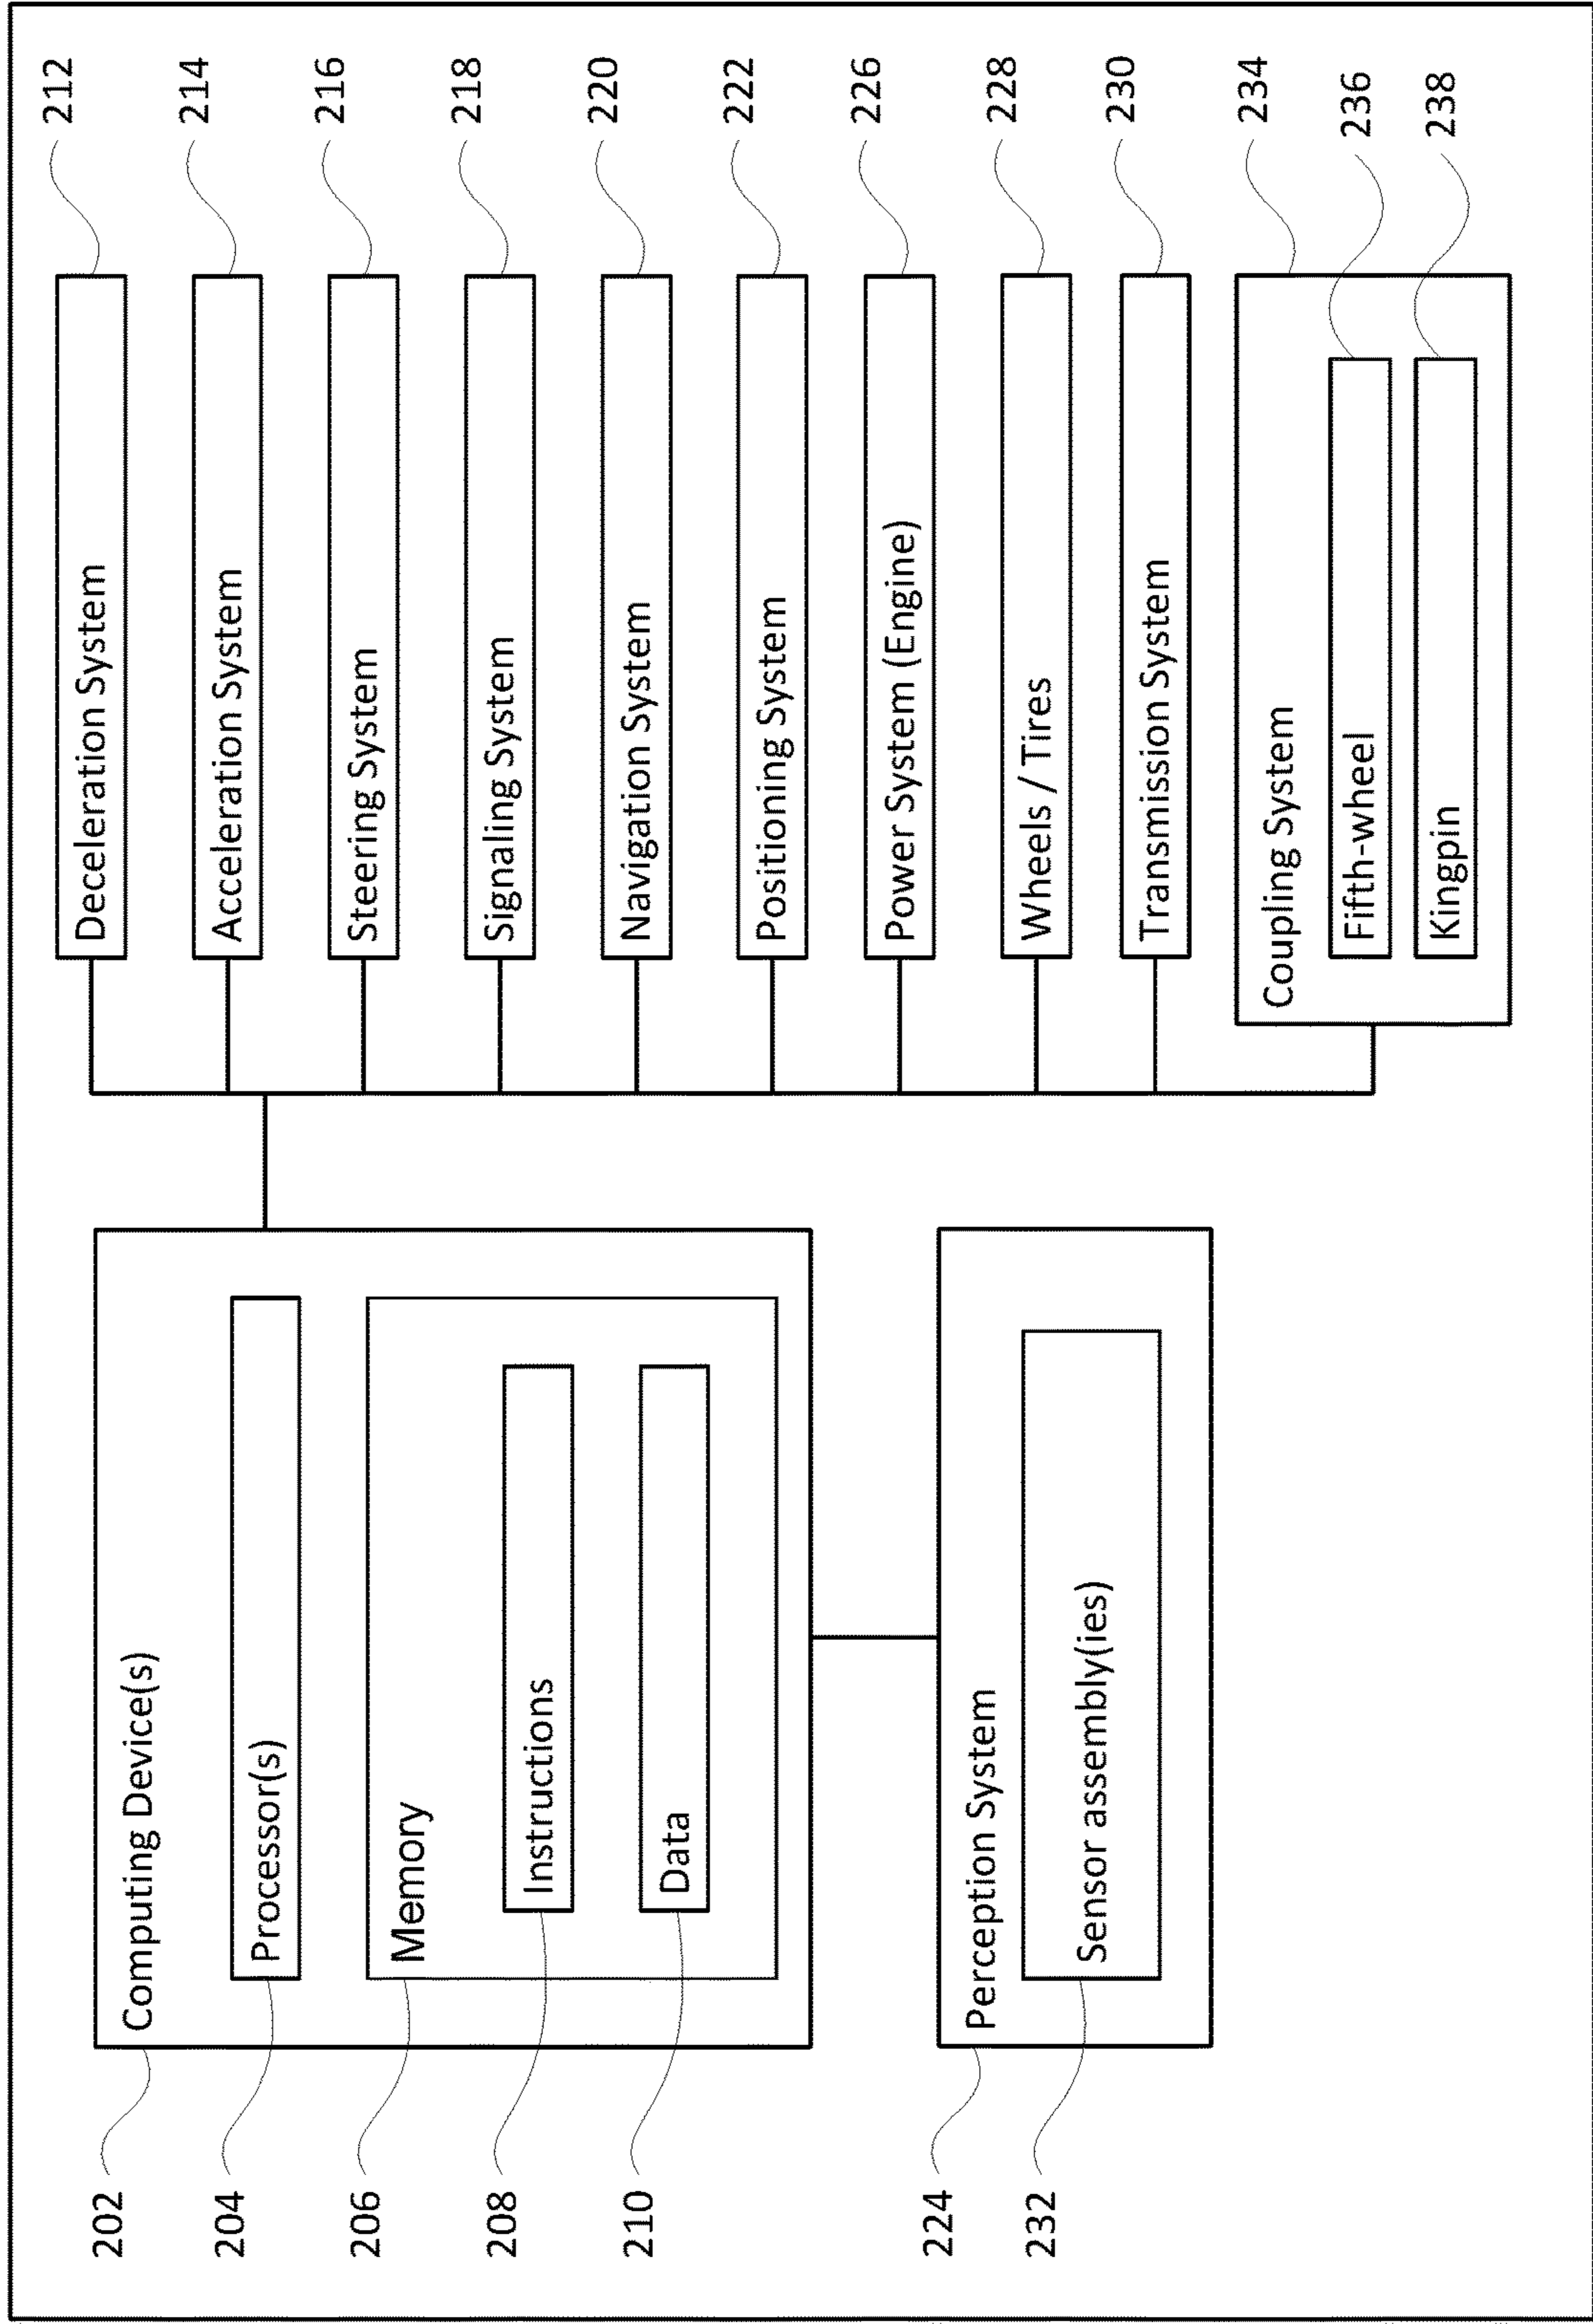 202
Computing Device(s)
204
Processor(s)
206
Memory
208
Instructions
210
Data
224
Perception System
232
Sensor assembly(ies)
Deceleration System
212
Acceleration System
214
Steering System
216
Signaling System
218
Navigation System
220
Positioning System
222
Power System (Engine)
226
Wheels / Tires
228
Transmission System
230
Coupling System
234
Fifth-wheel
236
Kingpin
238